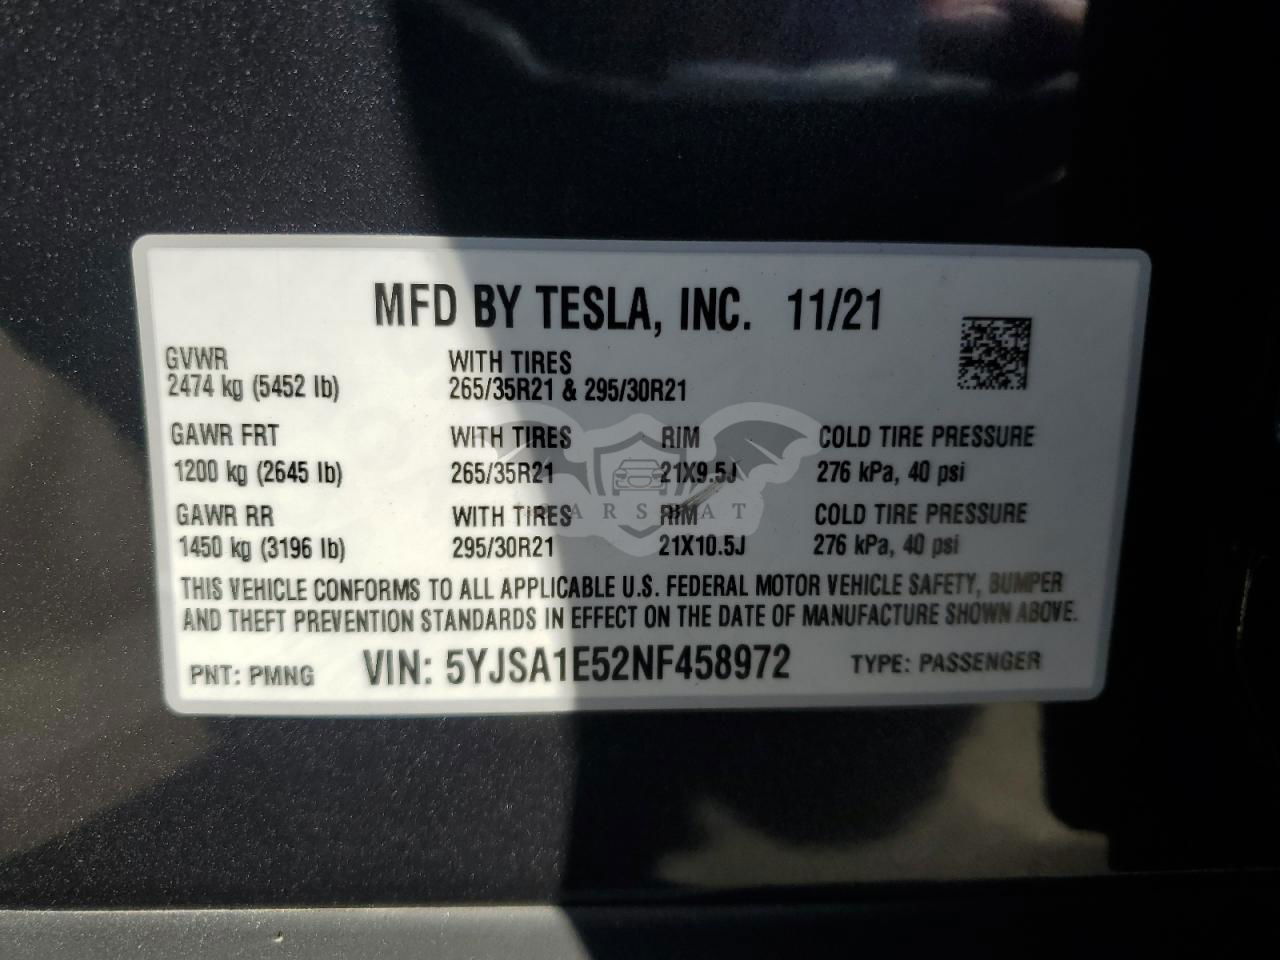 MFD BY TESLA, INC. 11/21
GVWR WITH TIRES
2474 kg (5452 lb) 265/35R21 & 295/30R21
GAWR FRT WITH TIRES RIM COLD TIRE PRESSURE
1200 kg (2645 lb) 265/35R21 21X9.5J 276 kPa, 40 psi
GAWR RR WITH TIRES RIM COLD TIRE PRESSURE
1450 kg (3196 lb) 295/30R21 21X10.5J 276 kPa, 40 psi
THIS VEHICLE CONFORMS TO ALL APPLICABLE U.S. FEDERAL MOTOR VEHICLE SAFETY, BUMPER
AND THEFT PREVENTION STANDARDS IN EFFECT ON THE DATE OF MANUFACTURE SHOWN ABOVE.
PNT: PMNG VIN: 5YJSA1E52NF458972 TYPE: PASSENGER